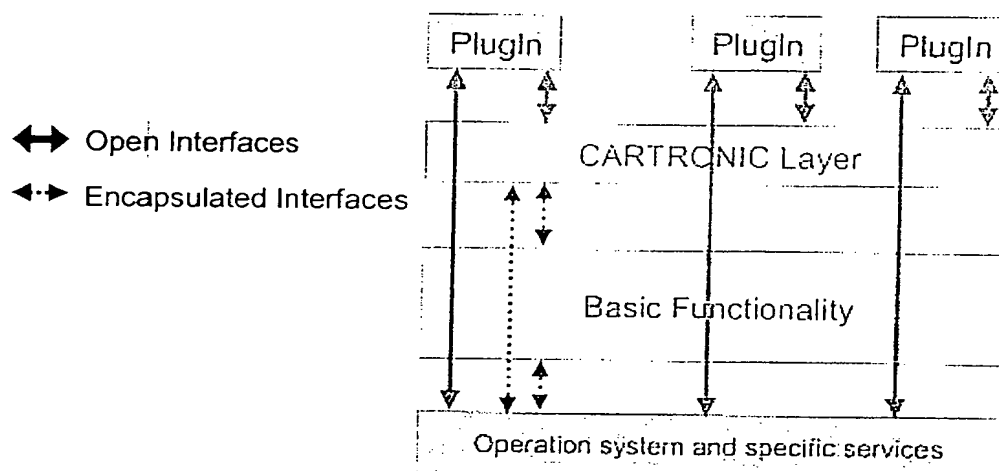 PlugIn PlugIn PlugIn
Open Interfaces
CARTRONIC Layer
Encapsulated Interfaces
Basic Functionality
Operation system and specific services